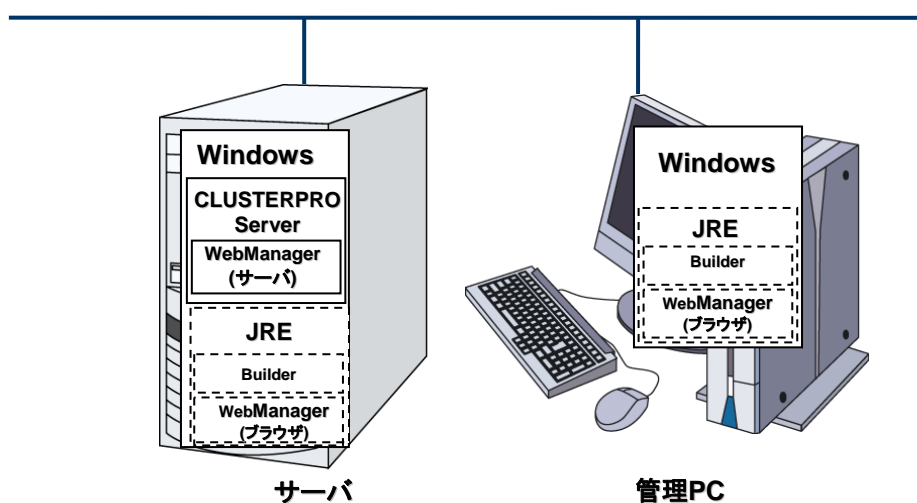 Windows
CLUSTERPRO
Server
WebManager
(サーバ)
JRE
Builder
WebManager
(ブラウザ)
サーバ
Windows
JRE
Builder
WebManager
(ブラウザ)
管理PC